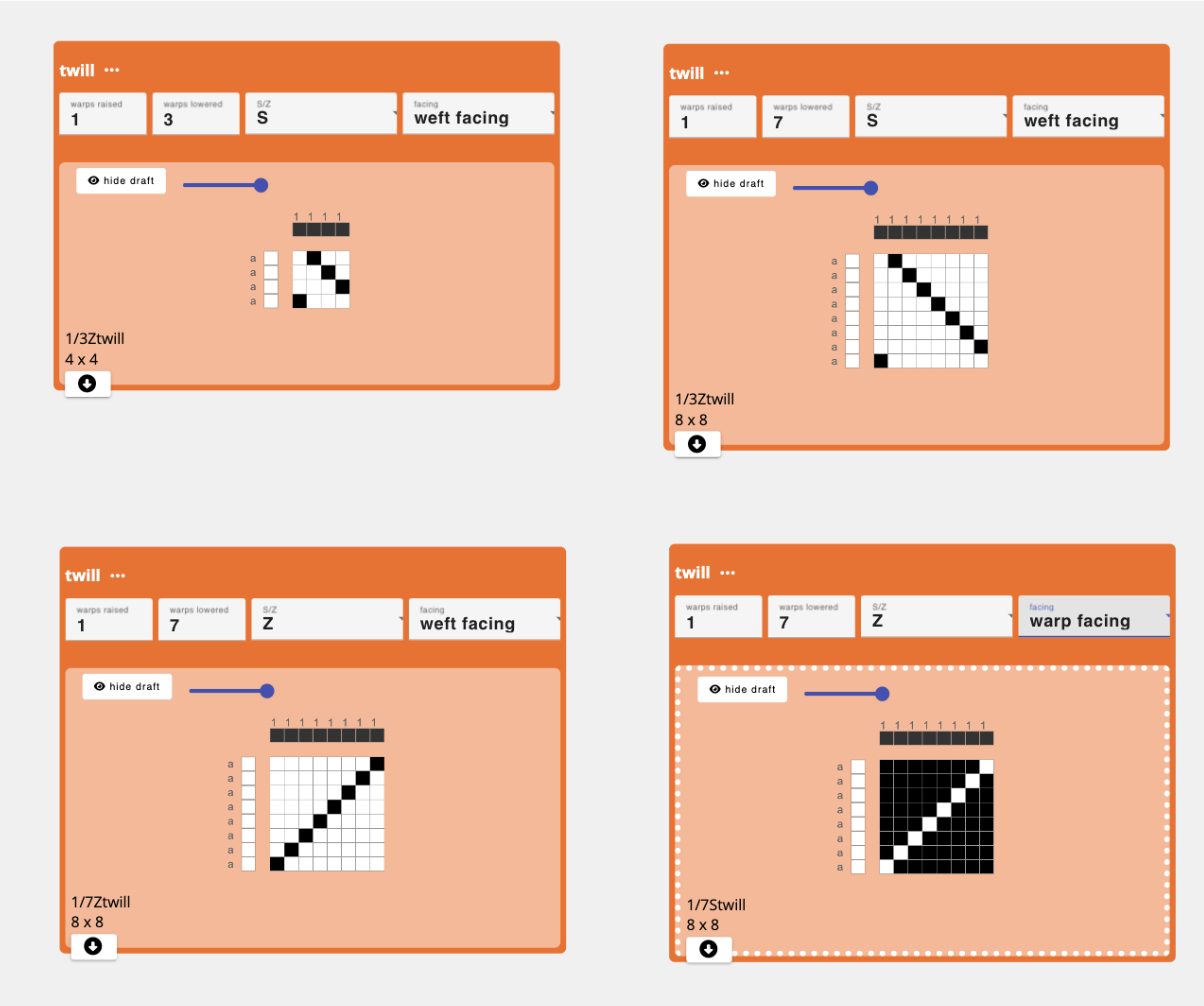 twill ...
warps raised
1
warps lowered
3
S/Z
S
facing
weft facing
hide draft
1 1 1 1
a
a
a
a
1/3Ztwill
4 x 4
twill ...
warps raised
1
warps lowered
7
S/Z
S
facing
weft facing
hide draft
1 1 1 1 1 1 1 1
a
a
a
a
a
a
a
a
1/3Ztwill
8 x 8
twill ...
warps raised
1
warps lowered
7
S/Z
Z
facing
weft facing
hide draft
1 1 1 1 1 1 1 1
a
a
a
a
a
a
a
a
1/7Ztwill
8 x 8
twill ...
warps raised
1
warps lowered
7
S/Z
Z
facing
warp facing
hide draft
1 1 1 1 1 1 1 1
a
a
a
a
a
a
a
a
1/7Stwill
8 x 8